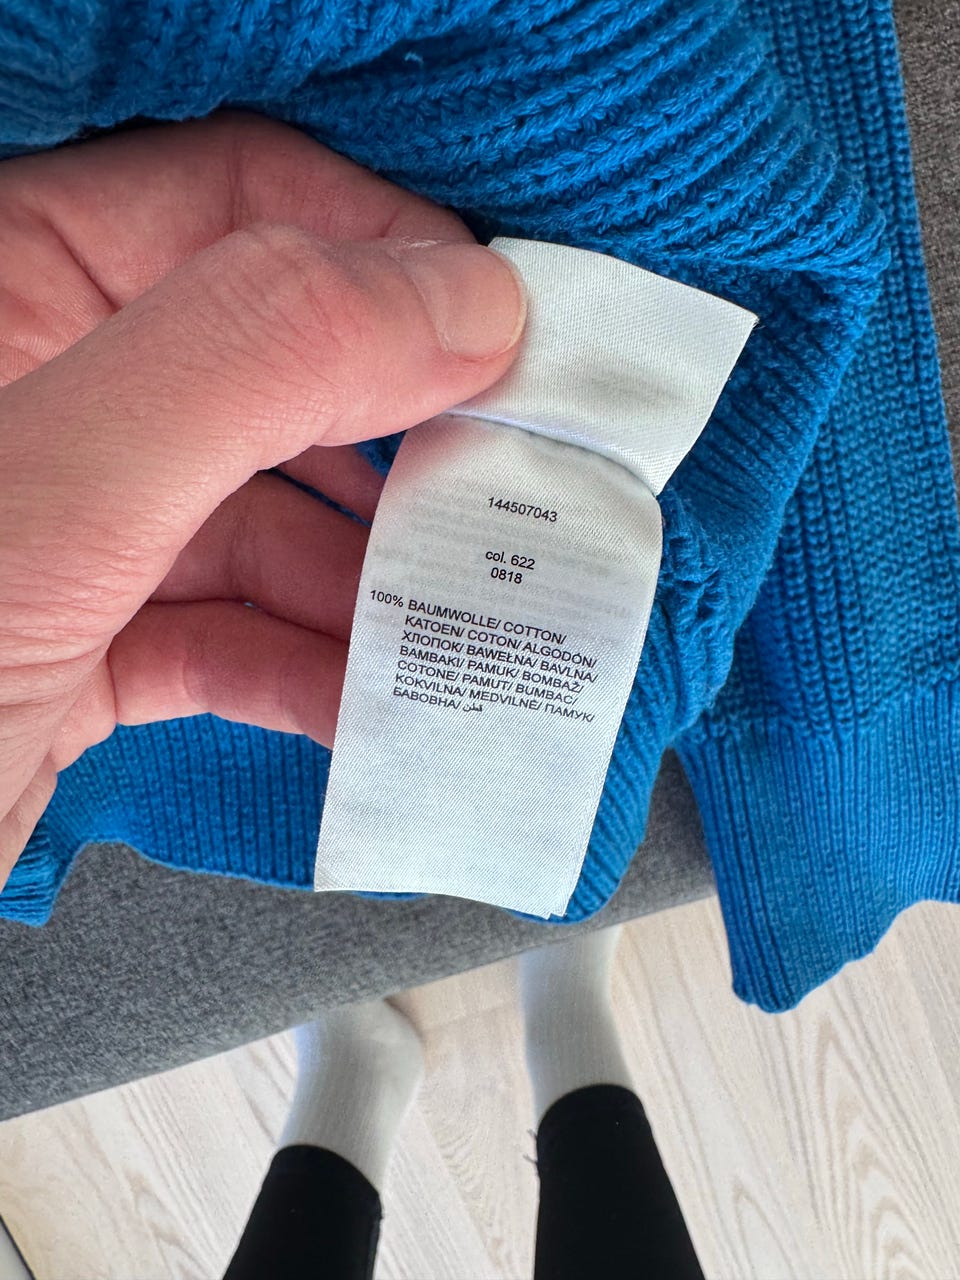 144507043
col. 622
0818
100% BAUMWOLLE/ COTTON/
KATOEN/ COTON/ ALGODÓN/
ХЛОПОК/ BAWEŁNA/ BAVLNA/
BAMBAKI/ PAMUK/ BOMBAŽ/
COTONE/ PAMUT/ BUMBAC/
KOKVILNA/ MEDVILNĖ/ ПАМУК/
БАВОВНА/ قطن